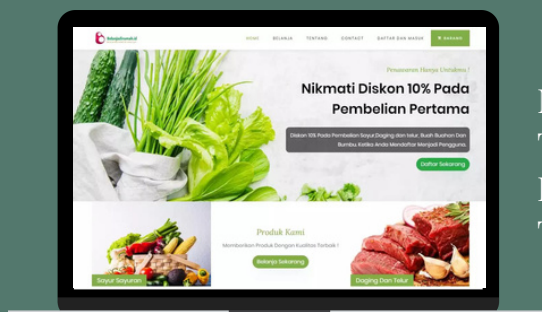 HOME BELANJA TENTANG CONTACT DAFTAR DAN MASUK
Penawaran Hanya Untukmu !
Nikmati Diskon 10% Pada
Pembelian Pertama
Diskon 10% Pada Pembelian Sayur,Daging dan telur, Buah Buahan Dan
Bumbu, Ketika Anda Mendaftar Menjadi Pengguna.
Daftar Sekarang
Produk Kami
Memberikan Produk Dengan Kualitas Terbaik !
Belanja Sekarang
Sayur Sayuran
Daging Dan Telur